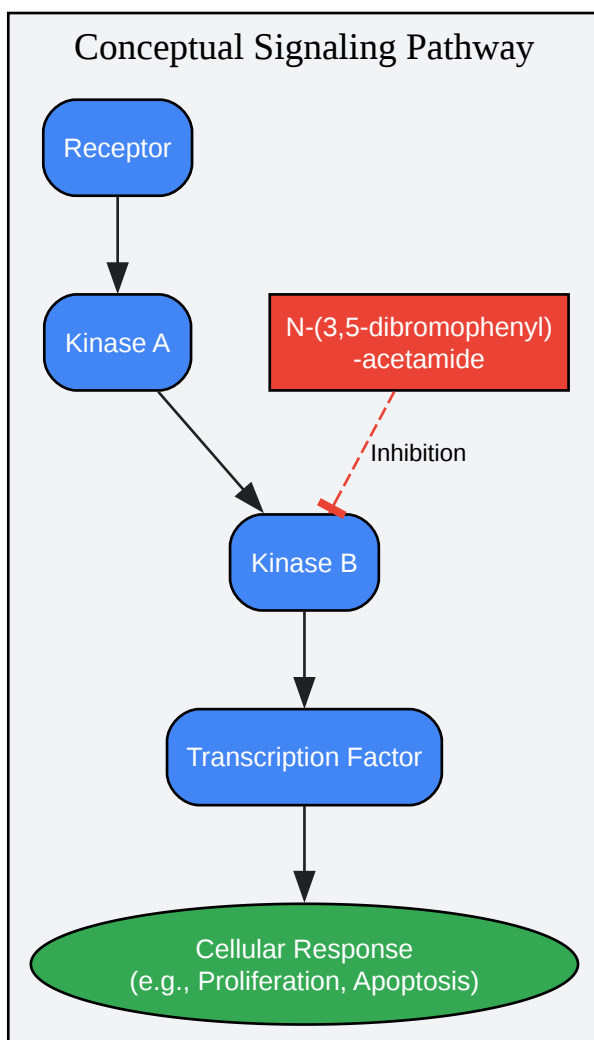 Conceptual Signaling Pathway
Receptor
Kinase A
N-(3,5-dibromophenyl)
-acetamide
Inhibition
Kinase B
Transcription Factor
Cellular Response
(e.g., Proliferation, Apoptosis)